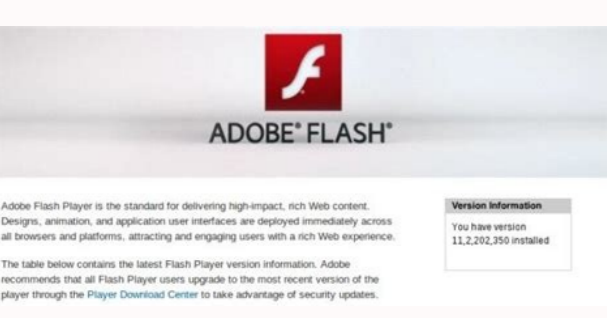 ADOBE® FLASH®
Adobe Flash Player is the standard for delivering high-impact, rich Web content.
Designs, animation, and application user interfaces are deployed immediately across
all browsers and platforms, attracting and engaging users with a rich Web experience.
The table below contains the latest Flash Player version information. Adobe
recommends that all Flash Player users upgrade to the most recent version of the
player through the Player Download Center to take advantage of security updates.
Version Information
You have version
11,2,202,350 installed